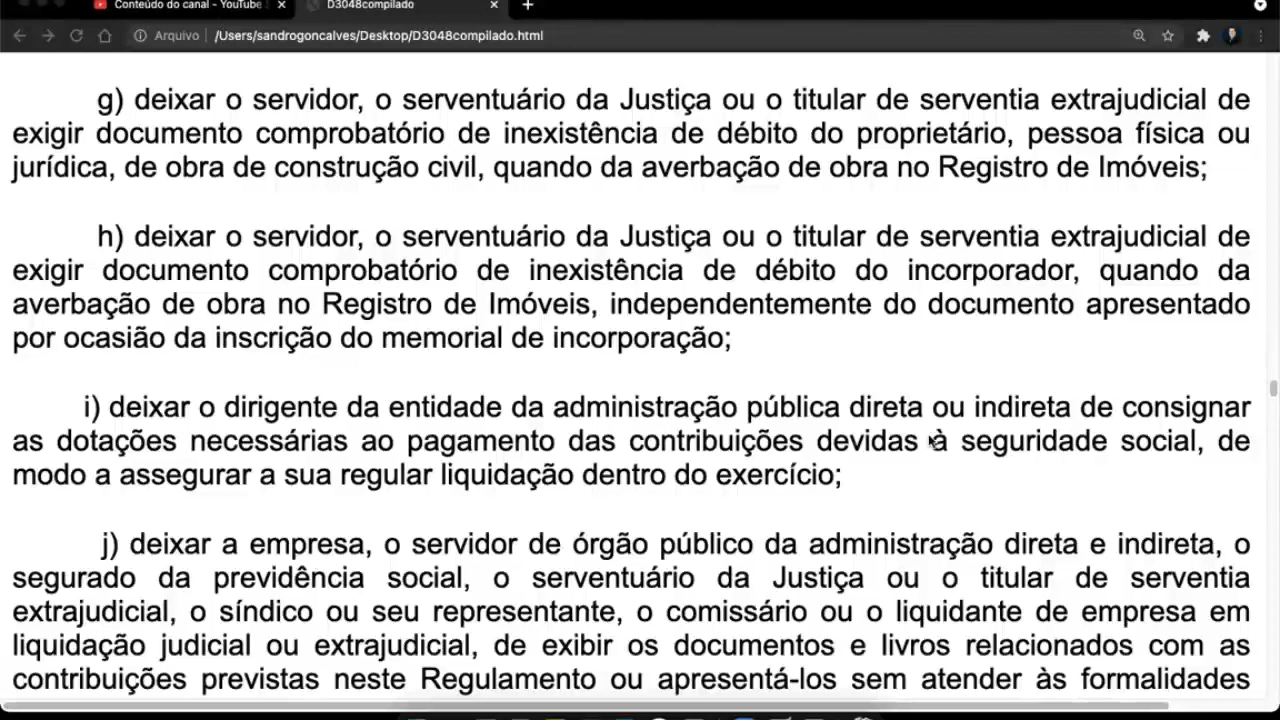 Conteúdo do canal - YouTube
D3048compilado
Arquivo /Users/sandrogoncalves/Desktop/D3048compilado.html
g) deixar o servidor, o serventuário da Justiça ou o titular de serventia extrajudicial de
exigir documento comprobatório de inexistência de débito do proprietário, pessoa física ou
jurídica, de obra de construção civil, quando da averbação de obra no Registro de Imóveis;
h) deixar o servidor, o serventuário da Justiça ou o titular de serventia extrajudicial de
exigir documento comprobatório de inexistência de débito do incorporador, quando da
averbação de obra no Registro de Imóveis, independentemente do documento apresentado
por ocasião da inscrição do memorial de incorporação;
i) deixar o dirigente da entidade da administração pública direta ou indireta de consignar
as dotações necessárias ao pagamento das contribuições devidas à seguridade social, de
modo a assegurar a sua regular liquidação dentro do exercício;
j) deixar a empresa, o servidor de órgão público da administração direta e indireta, o
segurado da previdência social, o serventuário da Justiça ou o titular de serventia
extrajudicial, o síndico ou seu representante, o comissário ou o liquidante de empresa em
liquidação judicial ou extrajudicial, de exibir os documentos e livros relacionados com as
contribuições previstas neste Regulamento ou apresentá-los sem atender às formalidades